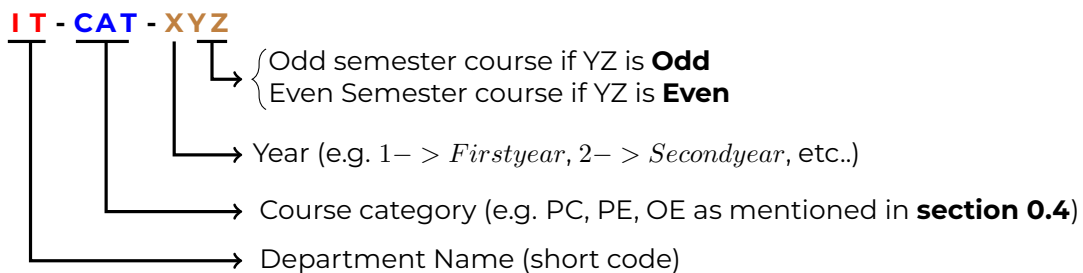 IT - CAT - XYZ
Odd semester course if YZ is Odd
Even Semester course if YZ is Even
Year (e.g. 1− > Firstyear, 2− > Secondyear, etc..)
Course category (e.g. PC, PE, OE as mentioned in section 0.4)
Department Name (short code)